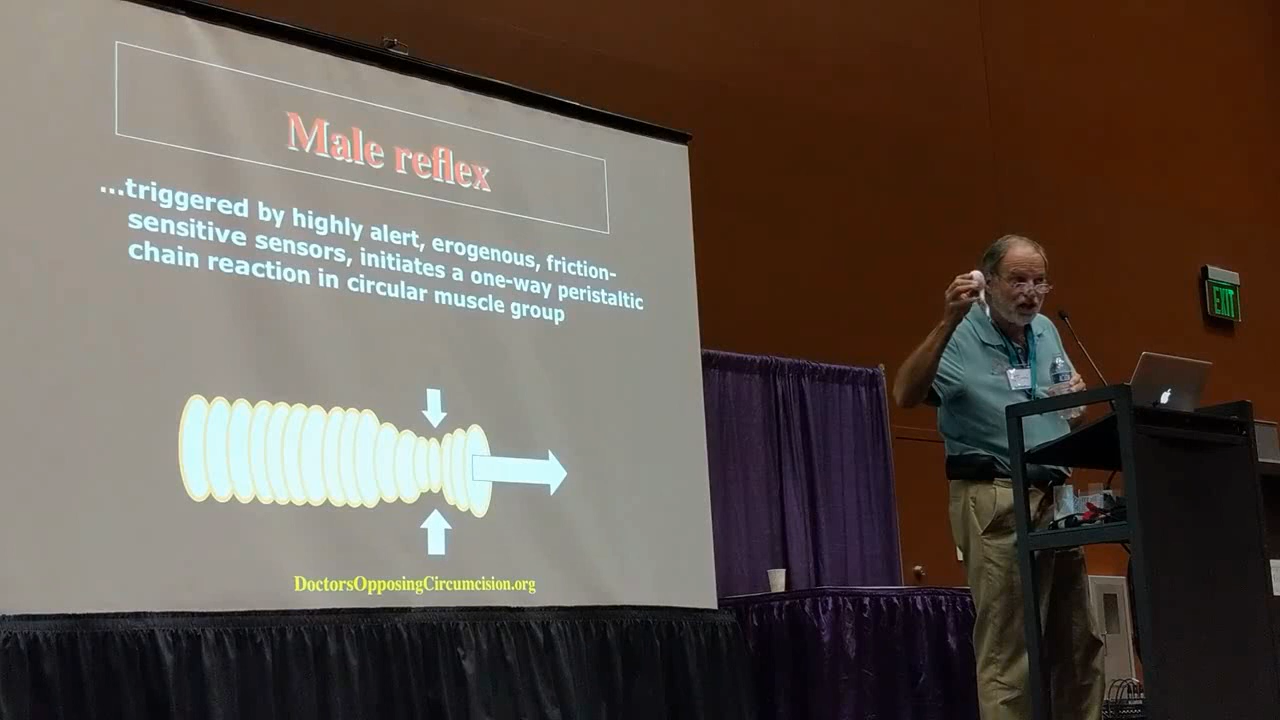 Male reflex
...triggered by highly alert, erogenous, friction-
sensitive sensors, initiates a one-way peristaltic
chain reaction in circular muscle group
DoctorsOpposingCircumcision.org
EXIT